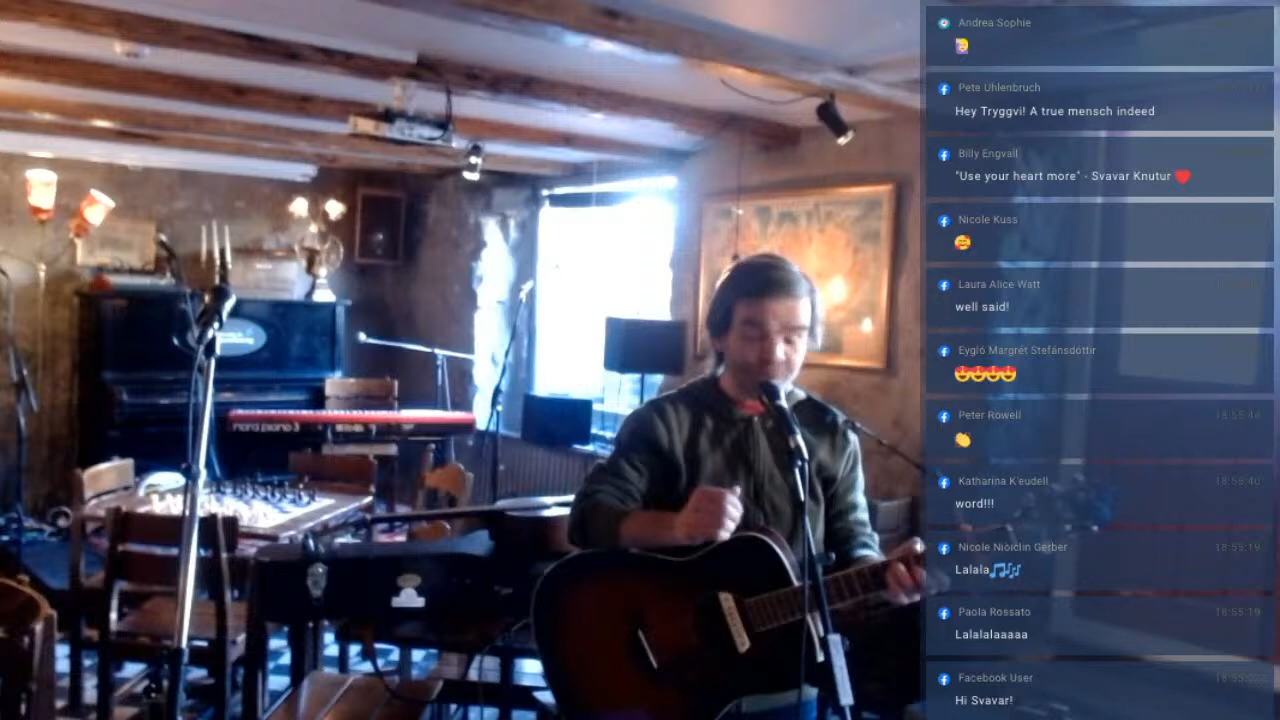 Andrea Sophie
Pete Uhlenbruch
Hey Tryggvi! A true mensch indeed
Billy Engvall
"Use your heart more" - Svavar Knutur ❤️
Nicole Kuss
🥰
Laura Alice Watt
well said!
Eygló Margrét Stefánsdóttir
😍😍😍😍
Peter Rowell 18:55:44
👏
Katharina K'eudell 18:55:40
word!!!
Nicole Niöiclin Gerber 18:55:19
Lalala🎵🎶
Paola Rossato 18:55:19
Lalalalaaaaa
Facebook User
Hi Svavar!
nord piano 3